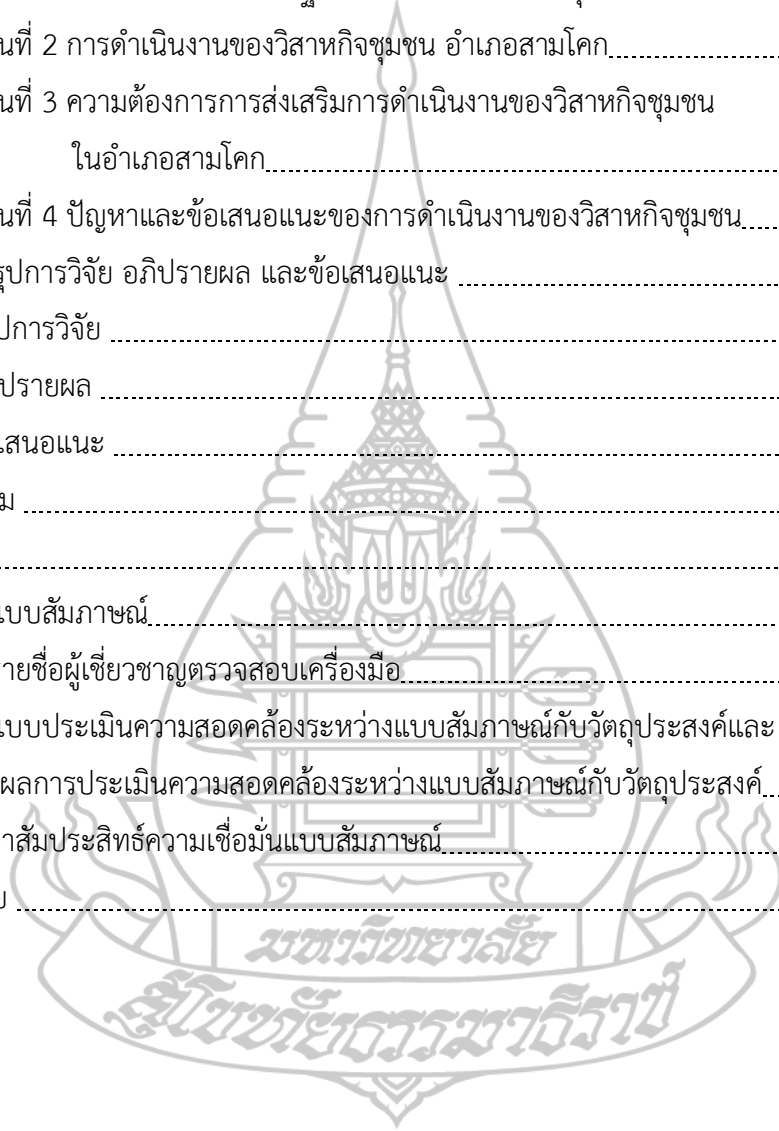 นที่ 2 การดำเนินงานของวิสาหกิจชุมชน อำเภอสามโคก
นที่ 3 ความต้องการการส่งเสริมการดำเนินงานของวิสาหกิจชุมชน
ในอำเภอสามโคก
นที่ 4 ปัญหาและข้อเสนอแนะของการดำเนินงานของวิสาหกิจชุมชน
รุปการวิจัย อภิปรายผล และข้อเสนอแนะ
ปการวิจัย
ปรายผล
เสนอแนะ
ม
แบบสัมภาษณ์
ายชื่อผู้เชี่ยวชาญตรวจสอบเครื่องมือ
แบบประเมินความสอดคล้องระหว่างแบบสัมภาษณ์กับวัตถุประสงค์และ
ผลการประเมินความสอดคล้องระหว่างแบบสัมภาษณ์กับวัตถุประสงค์
าสัมประสิทธ์ความเชื่อมั่นแบบสัมภาษณ์
ย
มหาวิทยาลัย
สุโขทัยธรรมาธิราช